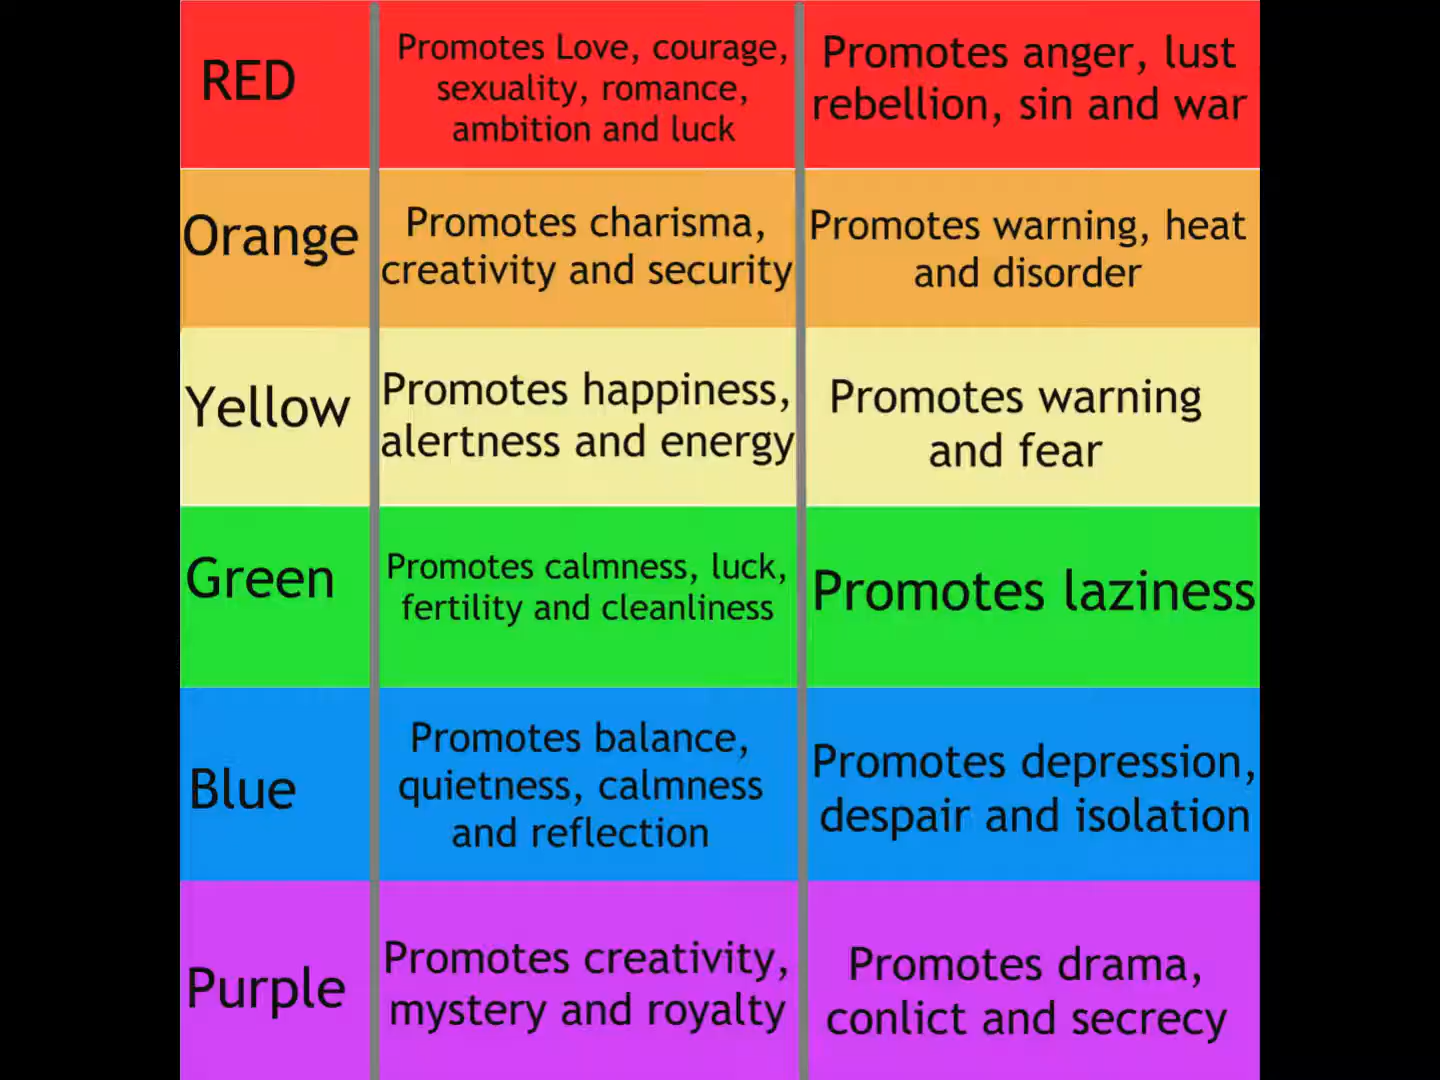 RED
Promotes Love, courage,
sexuality, romance,
ambition and luck
Promotes anger, lust
rebellion, sin and war
Orange
Promotes charisma,
creativity and security
Promotes warning, heat
and disorder
Yellow
Promotes happiness,
alertness and energy
Promotes warning
and fear
Green
Promotes calmness, luck,
fertility and cleanliness
Promotes laziness
Blue
Promotes balance,
quietness, calmness
and reflection
Promotes depression,
despair and isolation
Purple
Promotes creativity,
mystery and royalty
Promotes drama,
conlict and secrecy